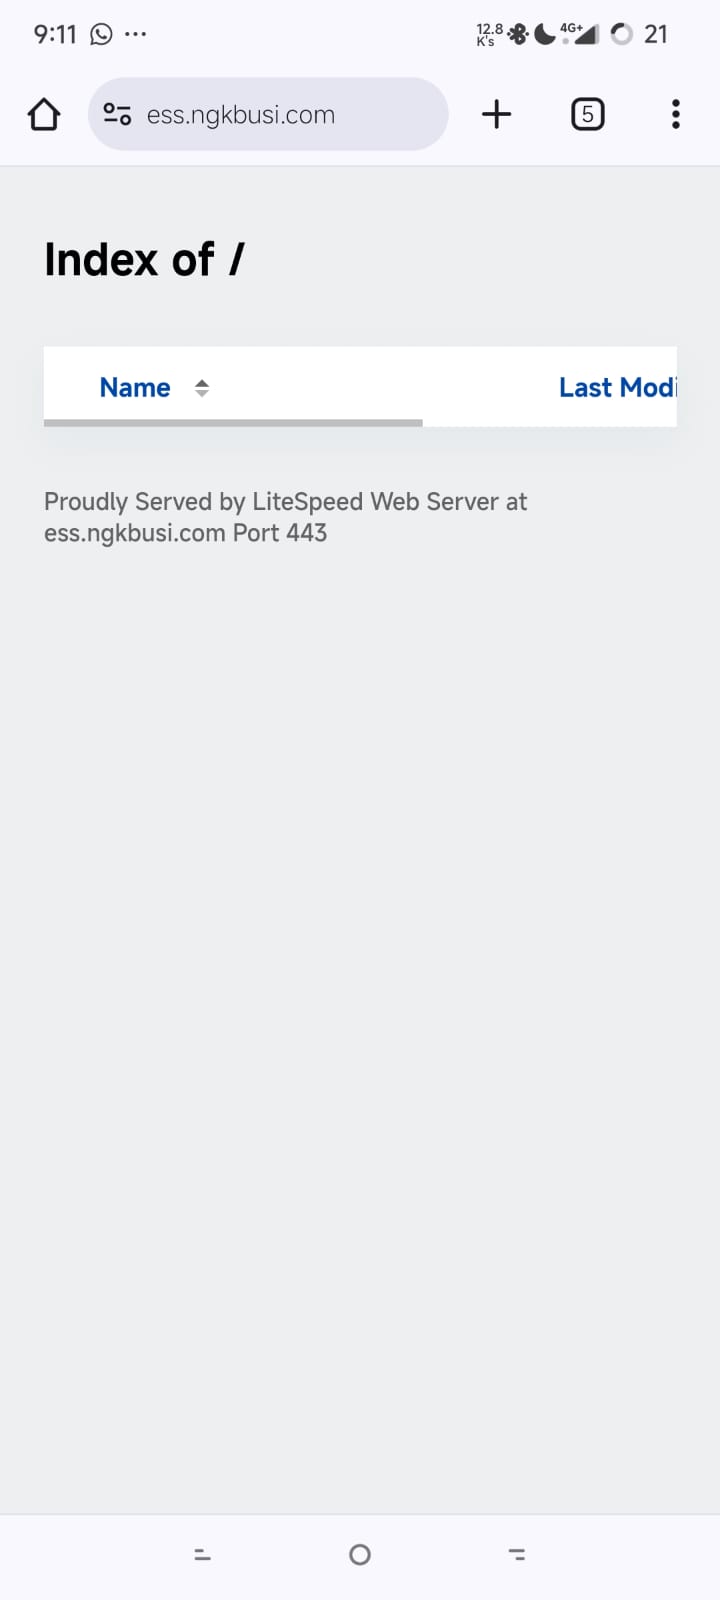 9:11
12.8
K's
4G+
21
ess.ngkbusi.com
5
Index of /
Name
Last Modi
Proudly Served by LiteSpeed Web Server at
ess.ngkbusi.com Port 443